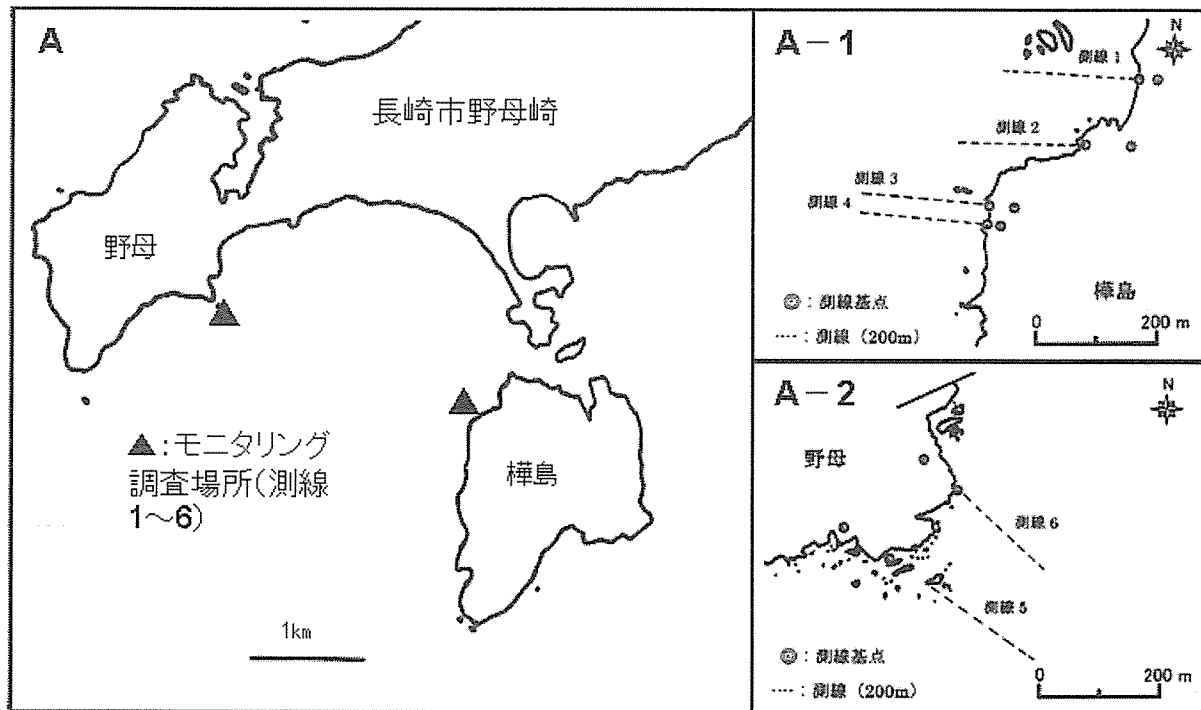 A
長崎市野母崎
野母
▲:モニタリング
調査場所(測線
1～6)
樺島
1km
A-1
N
測線 1
測線 2
測線 3
測線 4
樺島
◎:測線基点
----:測線 (200m)
0 200 m
A-2
N
野母
測線 6
測線 5
◎:測線基点
----:測線 (200m)
0 200 m